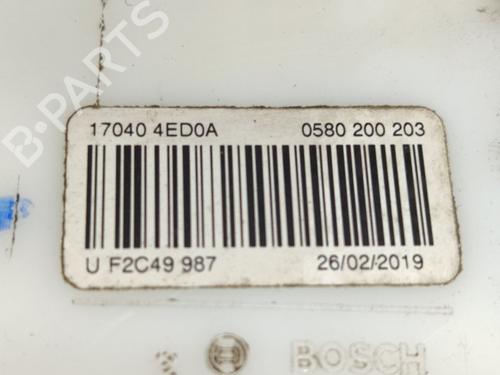 B-PARTS
17040 4ED0A 0580 200 203
U F2C49 987 26/02/2019
BOSCH